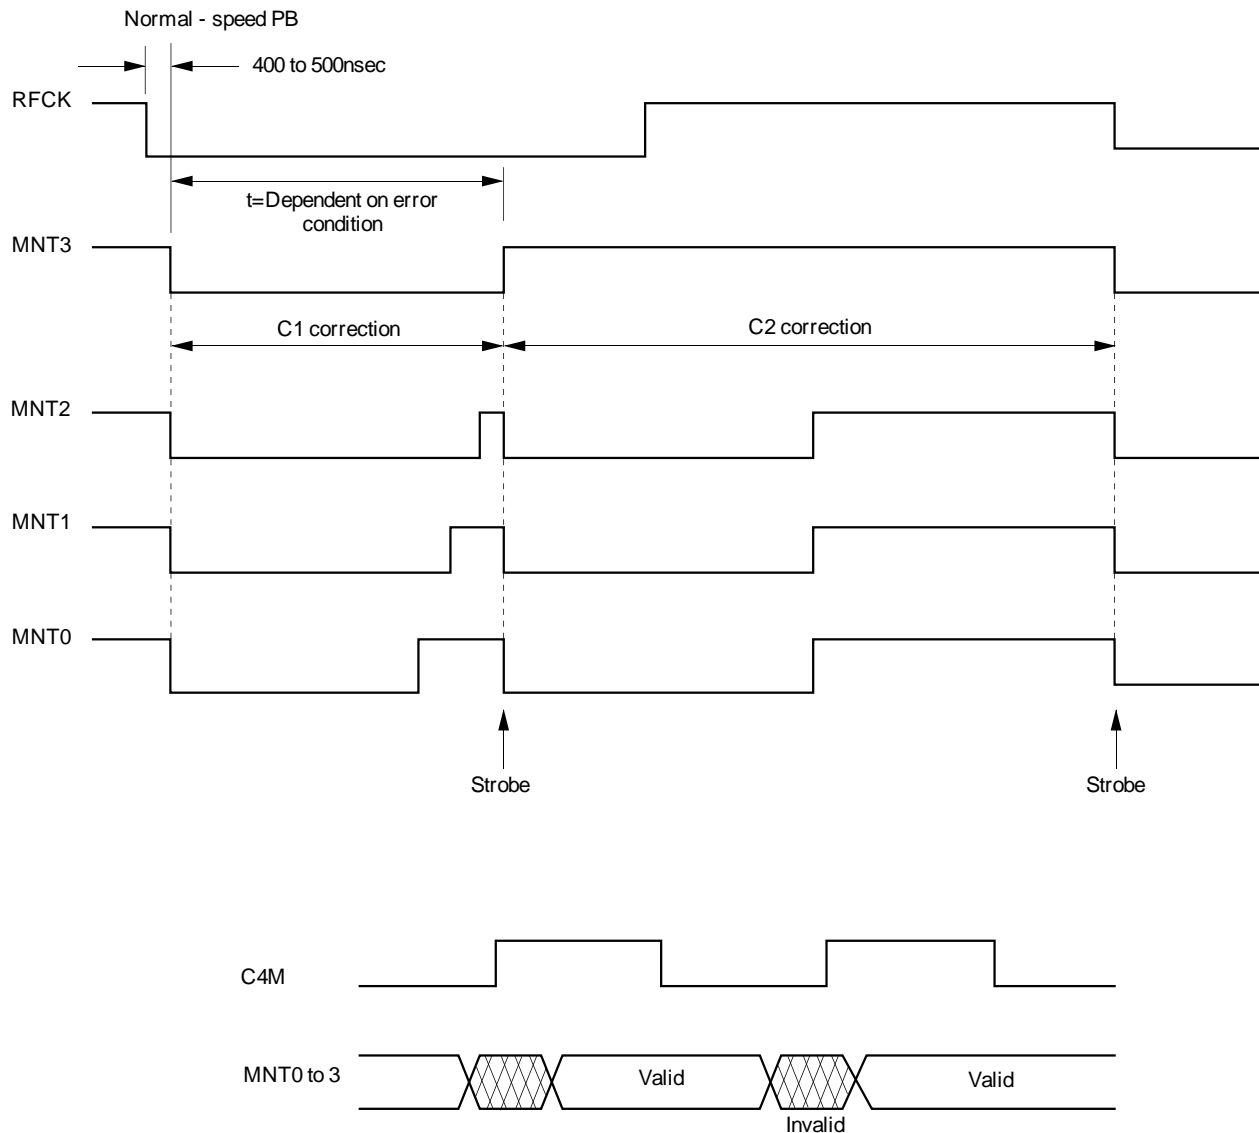 Normal - speed PB
400 to 500nsec
RFCK
t=Dependent on error
condition
MNT3
C1 correction
C2 correction
MNT2
MNT1
MNT0
Strobe
Strobe
C4M
MNT0 to 3
Valid
Valid
Invalid